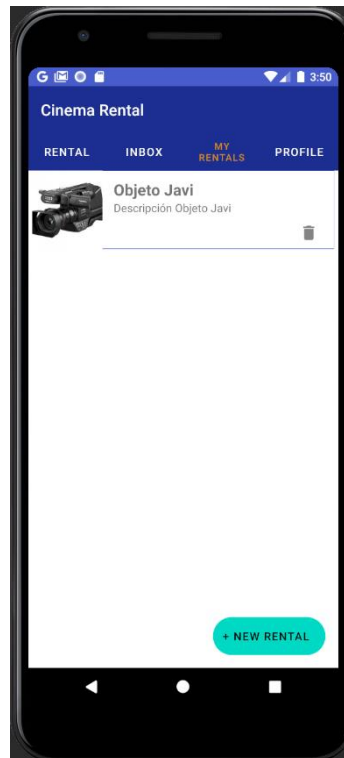 G 3:50
Cinema Rental
RENTAL INBOX MY RENTALS PROFILE
Objeto Javi
Descripción Objeto Javi
+ NEW RENTAL